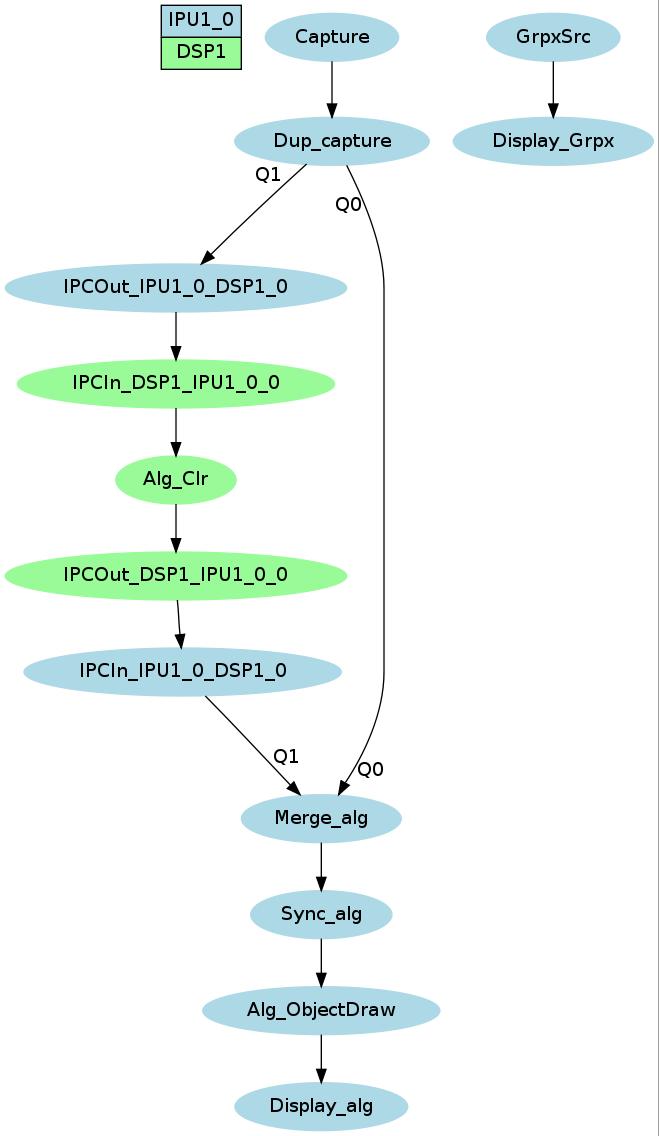 IPU1_0
DSP1
Capture
GrpxSrc
Dup_capture
Display_Grpx
Q1
Q0
IPCOut_IPU1_0_DSP1_0
IPCIn_DSP1_IPU1_0_0
Alg_Clr
IPCOut_DSP1_IPU1_0_0
IPCIn_IPU1_0_DSP1_0
Q1
Q0
Merge_alg
Sync_alg
Alg_ObjectDraw
Display_alg